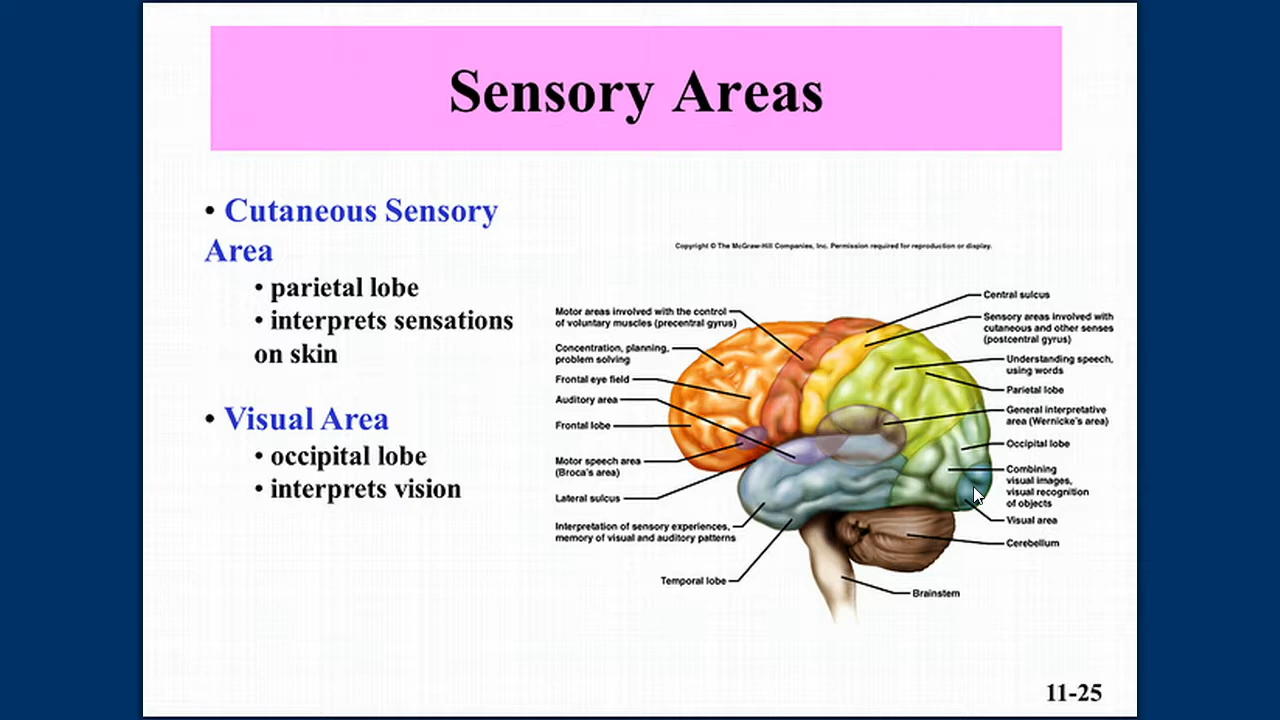 Sensory Areas
• Cutaneous Sensory
Area
• parietal lobe
• interprets sensations
on skin
• Visual Area
• occipital lobe
• interprets vision
Copyright © The McGraw-Hill Companies, Inc. Permission required for reproduction or display.
Motor areas involved with the control
of voluntary muscles (precentral gyrus)
Concentration, planning,
problem solving
Frontal eye field
Auditory area
Frontal lobe
Motor speech area
(Broca's area)
Lateral sulcus
Interpretation of sensory experiences,
memory of visual and auditory patterns
Temporal lobe
Central sulcus
Sensory areas involved with
cutaneous and other senses
(postcentral gyrus)
Understanding speech,
using words
Parietal lobe
General interpretative
area (Wernicke's area)
Occipital lobe
Combining
visual images,
visual recognition
of objects
Visual area
Cerebellum
Brainstem
11-25